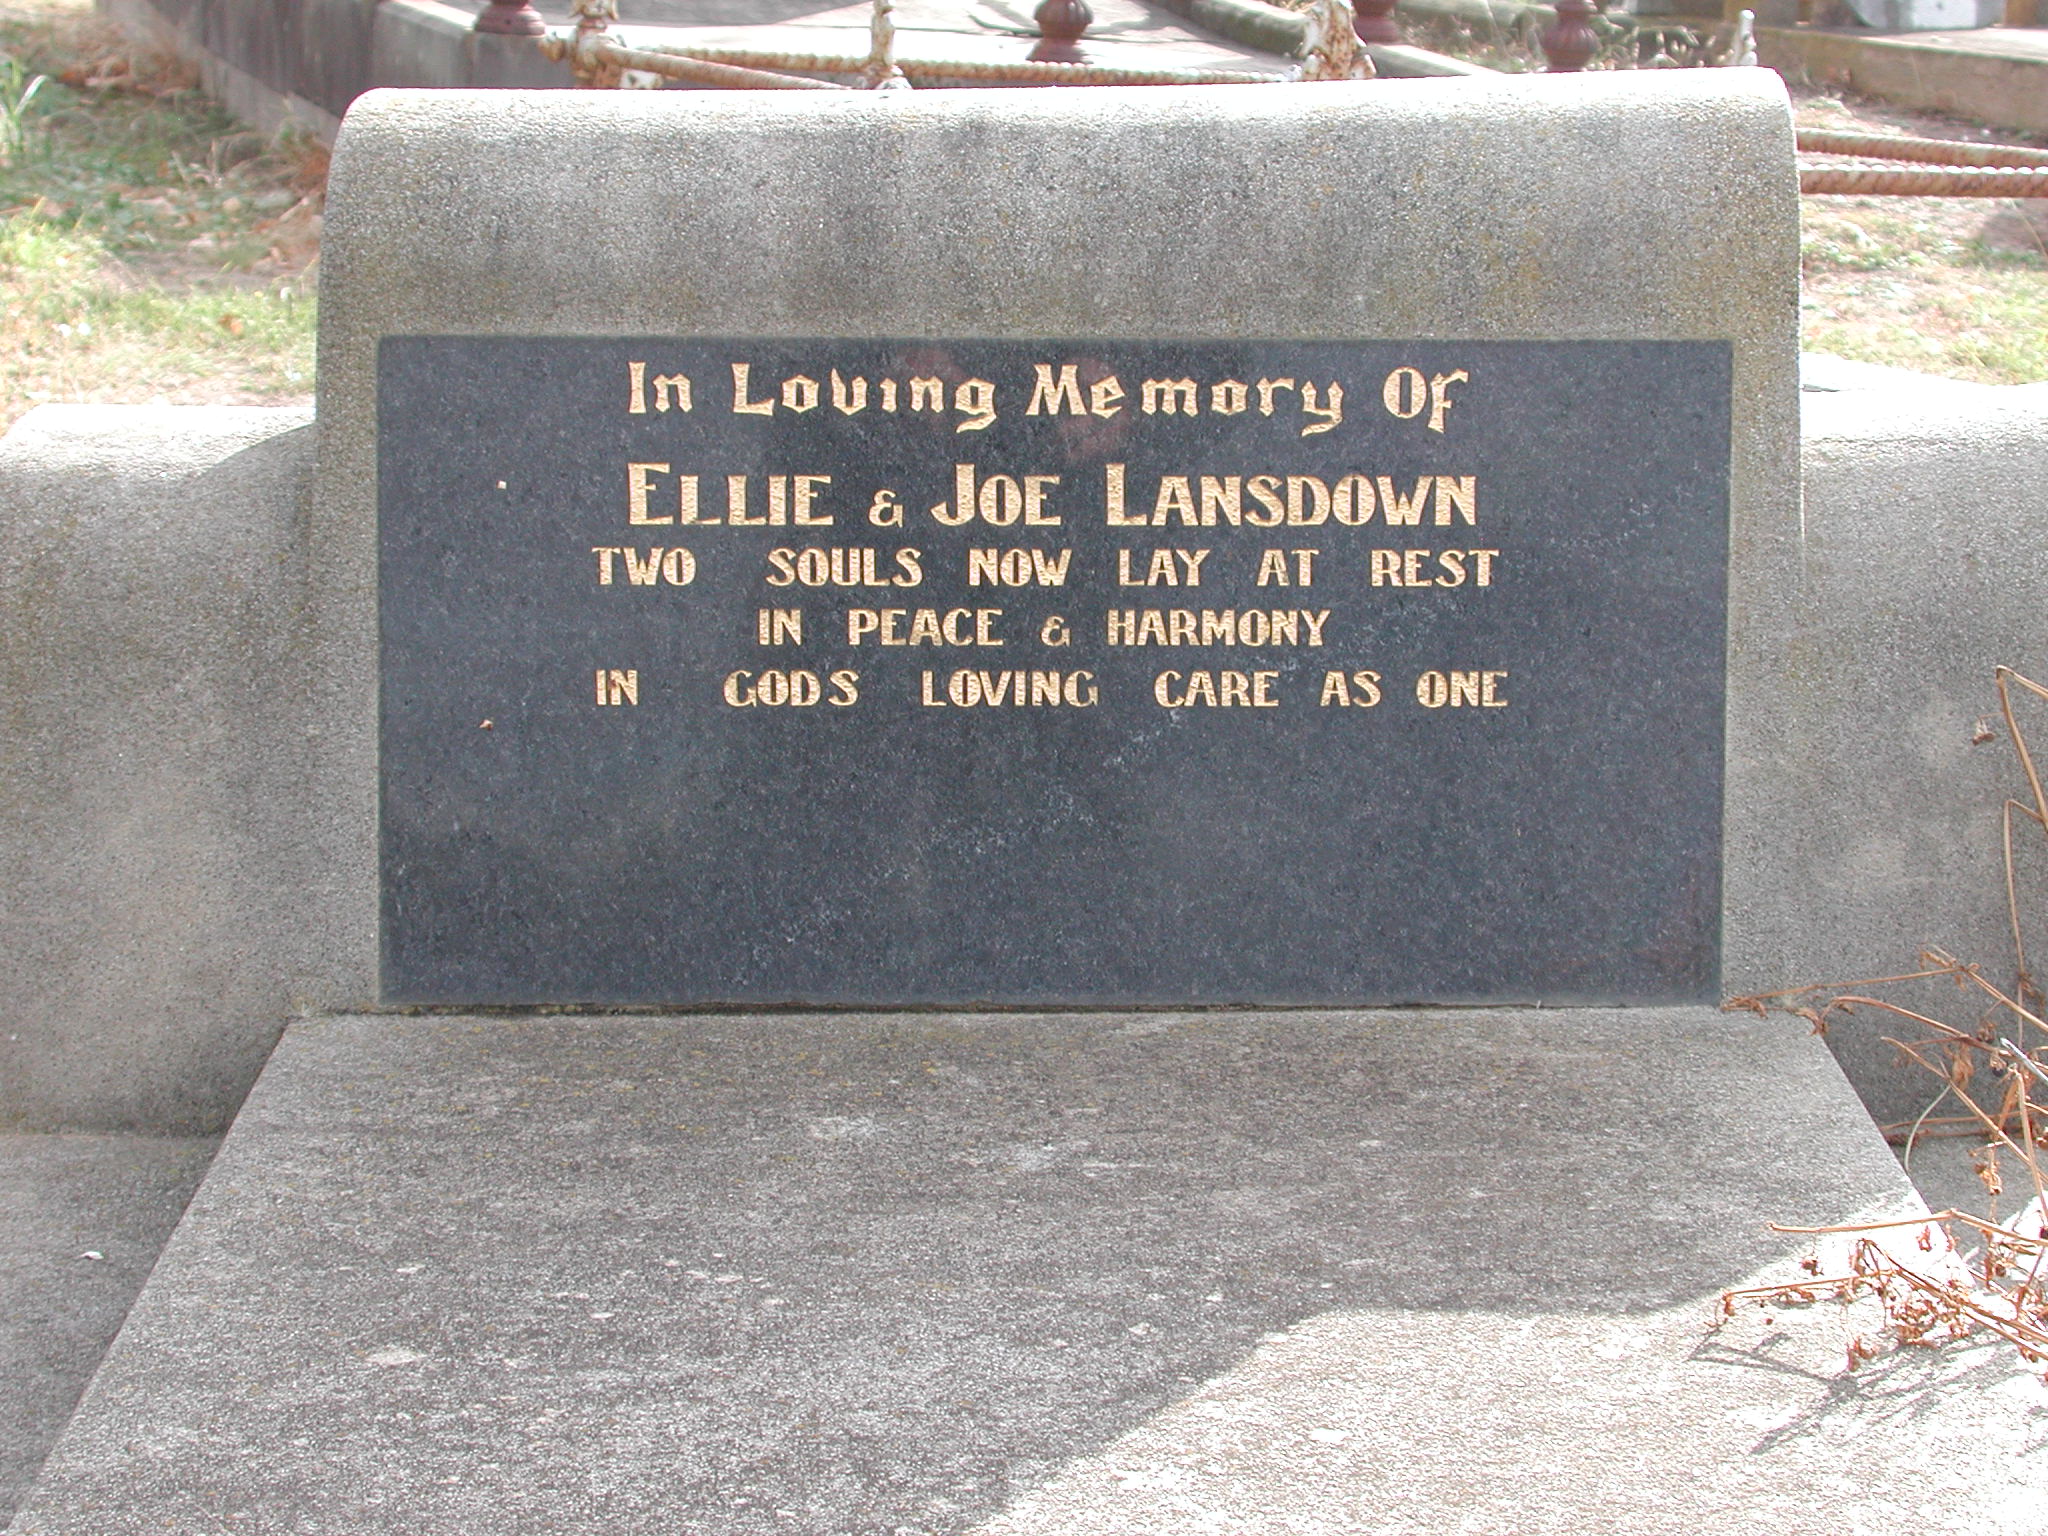 In Loving Memory Of
ELLIE & JOE LANSDOWN
TWO SOULS NOW LAY AT REST
IN PEACE & HARMONY
IN GODS LOVING CARE AS ONE